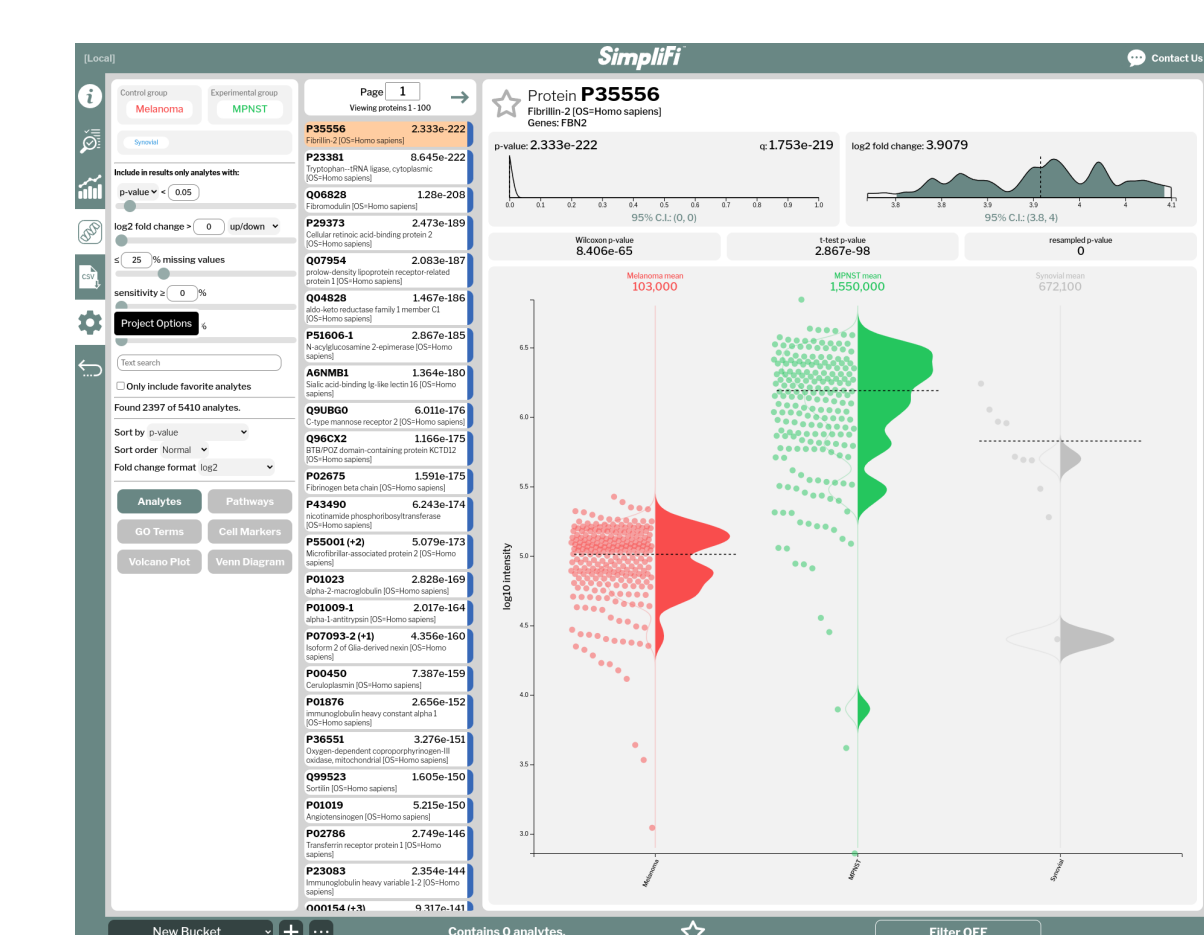 [Local]
SimpliFi
Contact Us
Control group
Experimental group
Melanoma
MPNST
Synovial
Include in results only analytes with:
p-value < 0.05
log2 fold change > 0 up/down
≤ 25 % missing values
sensitivity ≥ 0 %
Project Options
%
Text search
Only include favorite analytes
Found 2397 of 5410 analytes.
Sort by p-value
Sort order Normal
Fold change format log2
Analytes
Pathways
GO Terms
Cell Markers
Volcano Plot
Venn Diagram
CSV
Page 1
Viewing proteins 1 - 100
P35556 2.333e-222
Fibrillin-2 [OS=Homo sapiens]
P23381 8.645e-222
Tryptophan--tRNA ligase, cytoplasmic
[OS=Homo sapiens]
Q06828 1.28e-208
Fibromodulin [OS=Homo sapiens]
P29373 2.473e-189
Cellular retinoic acid-binding protein 2
[OS=Homo sapiens]
Q07954 2.083e-187
prolow-density lipoprotein receptor-related
protein 1 [OS=Homo sapiens]
Q04828 1.467e-186
aldo-keto reductase family 1 member C1
[OS=Homo sapiens]
P51606-1 2.867e-185
N-acylglucosamine 2-epimerase [OS=Homo
sapiens]
A6NMB1 1.364e-180
Sialic acid-binding Ig-like lectin 16 [OS=Homo
sapiens]
Q9UBG0 6.011e-176
C-type mannose receptor 2 [OS=Homo sapiens]
Q96CX2 1.166e-175
BTB/POZ domain-containing protein KCTD12
[OS=Homo sapiens]
P02675 1.591e-175
Fibrinogen beta chain [OS=Homo sapiens]
P43490 6.243e-174
nicotinamide phosphoribosyltransferase
[OS=Homo sapiens]
P55001 (+2) 5.079e-173
Microfibrillar-associated protein 2 [OS=Homo
sapiens]
P01023 2.828e-169
alpha-2-macroglobulin [OS=Homo sapiens]
P01009-1 2.017e-164
alpha-1-antitrypsin [OS=Homo sapiens]
P07093-2 (+1) 4.356e-160
Isoform 2 of Glia-derived nexin [OS=Homo
sapiens]
P00450 7.387e-159
Ceruloplasmin [OS=Homo sapiens]
P01876 2.656e-152
immunoglobulin heavy constant alpha 1
[OS=Homo sapiens]
P36551 3.276e-151
Oxygen-dependent coproporphyrinogen-III
oxidase, mitochondrial [OS=Homo sapiens]
Q99523 1.605e-150
Sortilin [OS=Homo sapiens]
P01019 5.215e-150
Angiotensinogen [OS=Homo sapiens]
P02786 2.749e-146
Transferrin receptor protein 1 [OS=Homo
sapiens]
P23083 2.354e-144
Immunoglobulin heavy variable 1-2 [OS=Homo
sapiens]
O00154 (+3) 9.317e-141
Protein P35556
Fibrillin-2 [OS=Homo sapiens]
Genes: FBN2
p-value: 2.333e-222 q: 1.753e-219
0.0 0.1 0.2 0.3 0.4 0.5 0.6 0.7 0.8 0.9 1.0
95% C.I.: (0, 0)
log2 fold change: 3.9079
3.8 3.8 3.9 3.9 4 4 4.1
95% C.I.: (3.8, 4)
Wilcoxon p-value
8.406e-65
t-test p-value
2.867e-98
resampled p-value
0
Melanoma mean
103,000
MPNST mean
1,550,000
Synovial mean
672,100
log10 intensity
6.5
6.0
5.5
5.0
4.5
4.0
3.5
3.0
Melanoma
MPNST
Synovial
New Bucket
Contains 0 analytes.
Filter OFF